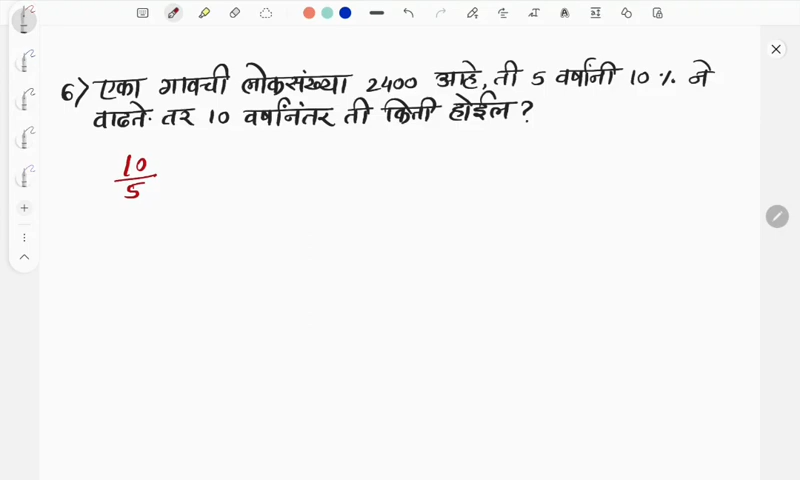 6) एका गावची लोकसंख्या 2400 आहे, ती 5 वर्षांनी 10 % ने
वाढते तर 10 वर्षांनंतर ती किती होईल ?
10
5